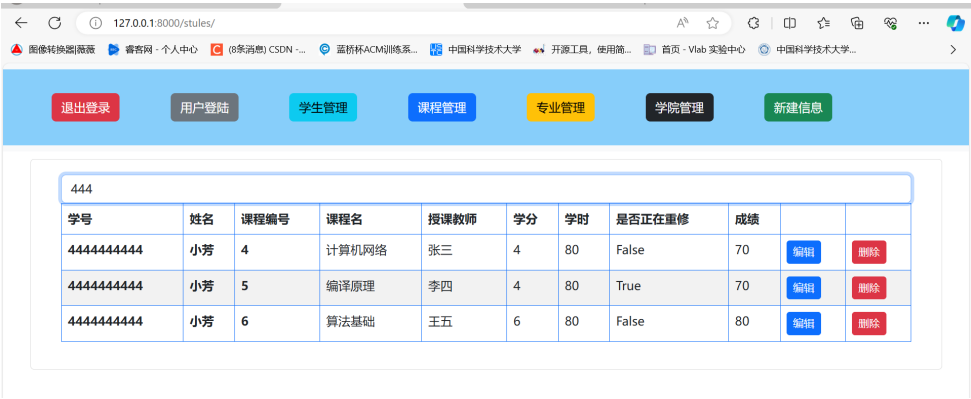 127.0.0.1:8000/stules/
图像转换器|薇薇 睿客网 - 个人中心 (8条消息) CSDN -... 蓝桥杯ACM训练系... 中国科学技术大学 开源工具，使用简... 首页 - Vlab 实验中心 中国科学技术大学...
退出登录 用户登陆 学生管理 课程管理 专业管理 学院管理 新建信息
444
学号 姓名 课程编号 课程名 授课教师 学分 学时 是否正在重修 成绩
4444444444 小芳 4 计算机网络 张三 4 80 False 70 编辑 删除
4444444444 小芳 5 编译原理 李四 4 80 True 70 编辑 删除
4444444444 小芳 6 算法基础 王五 6 80 False 80 编辑 删除